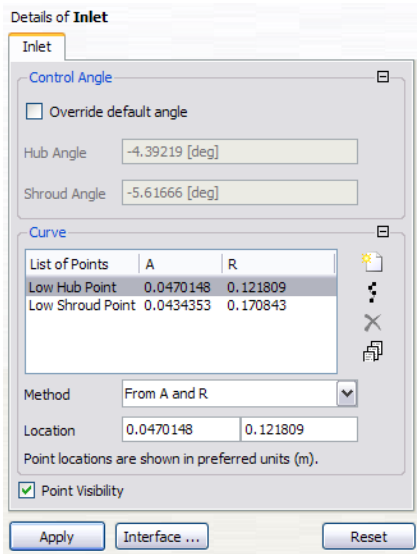 Details of Inlet
Inlet
Control Angle
Override default angle
Hub Angle -4.39219 [deg]
Shroud Angle -5.61666 [deg]
Curve
List of Points A R
Low Hub Point 0.0470148 0.121809
Low Shroud Point 0.0434353 0.170843
Method From A and R
Location 0.0470148 0.121809
Point locations are shown in preferred units (m).
Point Visibility
Apply Interface ... Reset